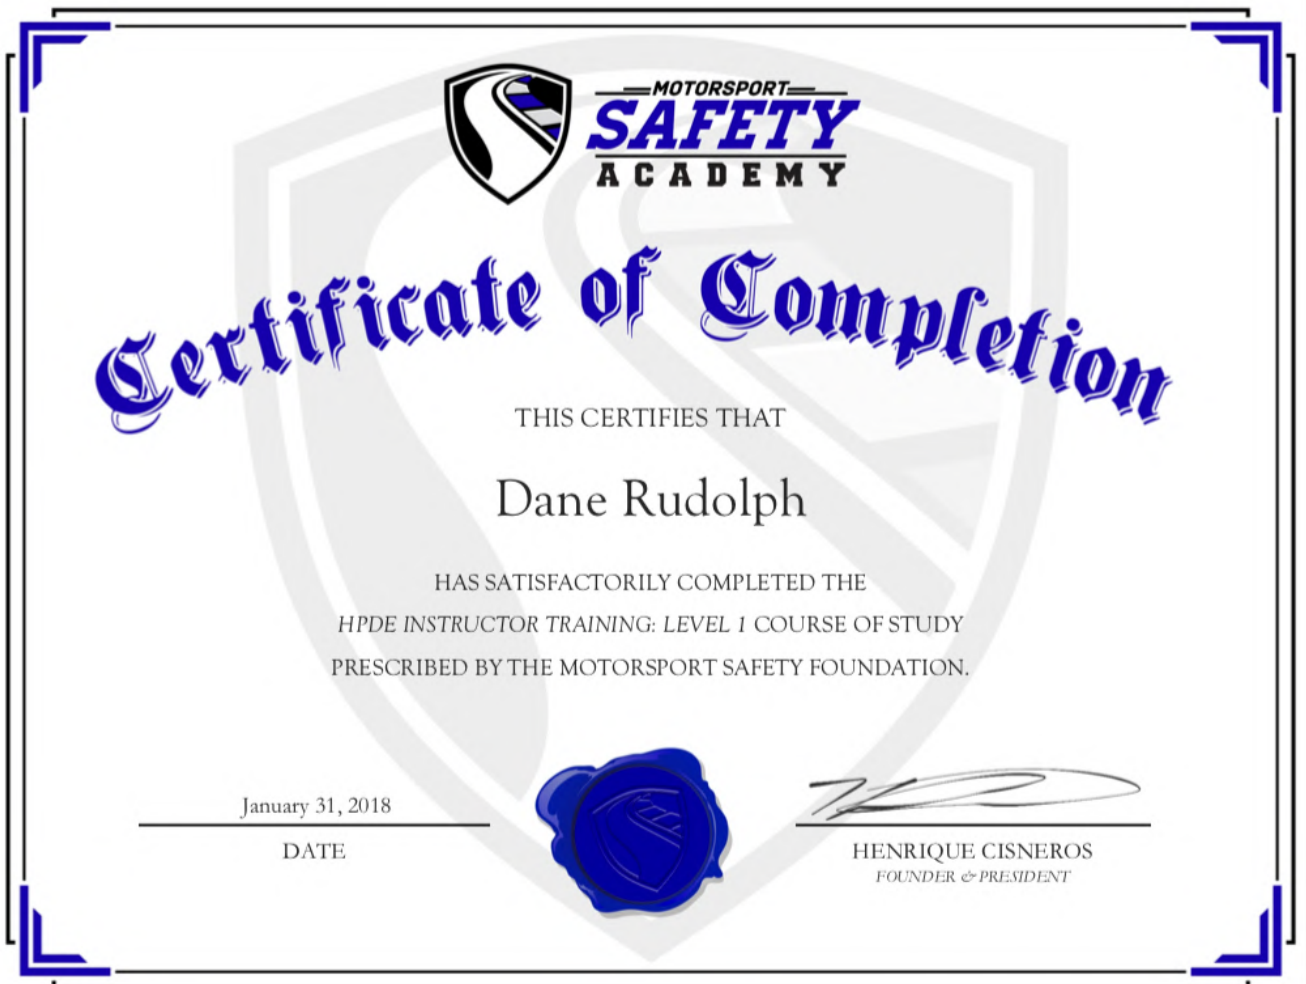 MOTORSPORT
SAFETY
ACADEMY
Certificate of Completion
THIS CERTIFIES THAT
Dane Rudolph
HAS SATISFACTORILY COMPLETED THE
HPDE INSTRUCTOR TRAINING: LEVEL 1 COURSE OF STUDY
PRESCRIBED BY THE MOTORSPORT SAFETY FOUNDATION.
January 31, 2018
DATE
HENRIQUE CISNEROS
FOUNDER & PRESIDENT